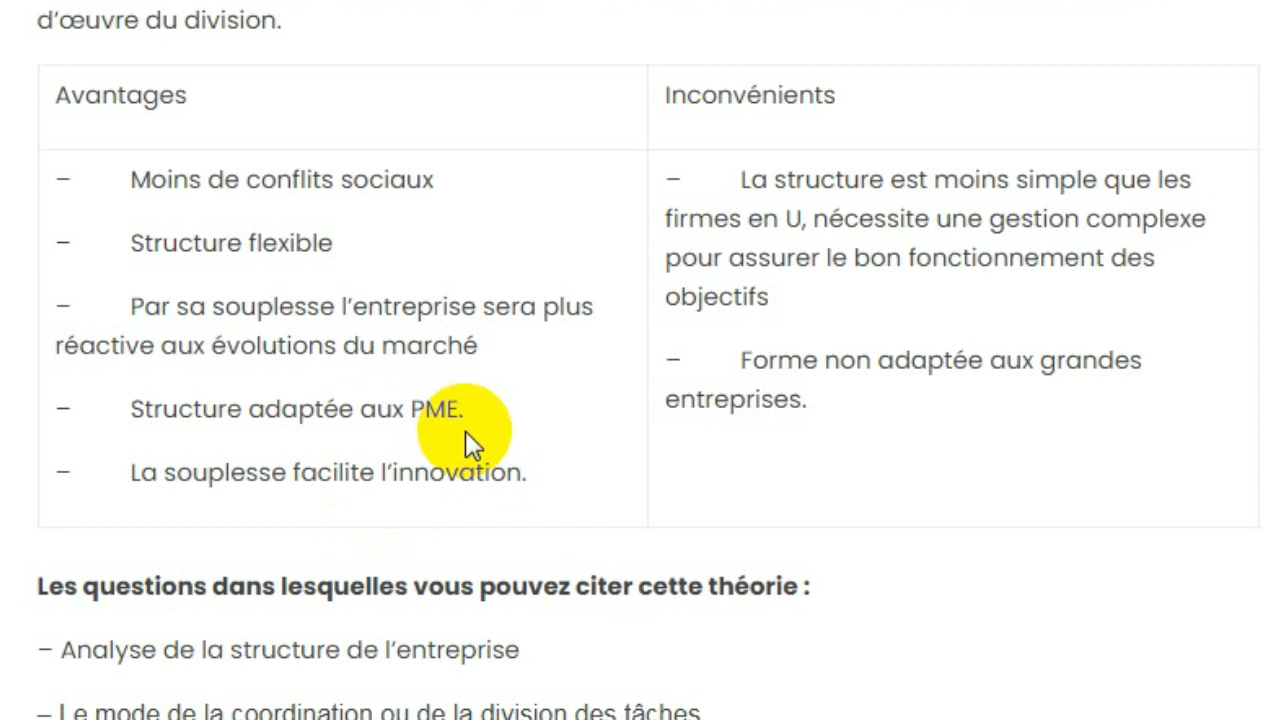 d’œuvre du division.
Avantages
Inconvénients
– Moins de conflits sociaux
– Structure flexible
– Par sa souplesse l’entreprise sera plus
réactive aux évolutions du marché
– Structure adaptée aux PME.
– La souplesse facilite l’innovation.
– La structure est moins simple que les
firmes en U, nécessite une gestion complexe
pour assurer le bon fonctionnement des
objectifs
– Forme non adaptée aux grandes
entreprises.
Les questions dans lesquelles vous pouvez citer cette théorie :
– Analyse de la structure de l’entreprise
– Le mode de la coordination ou de la division des tâches